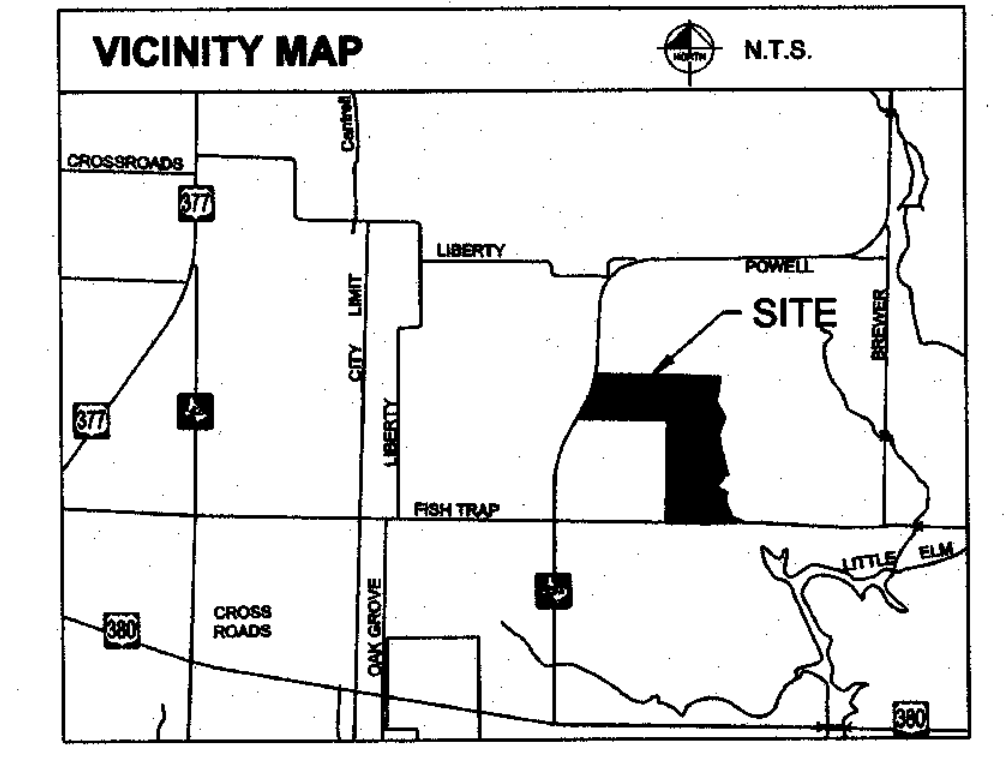 VICINITY MAP
NORTH
N.T.S.
Cantrell
CROSSROADS
377
LIBERTY
POWELL
CITY LIMIT
SITE
BREWER
377
LIBERTY
FISH TRAP
LITTLE ELM
OAK GROVE
CROSS
ROADS
380
380